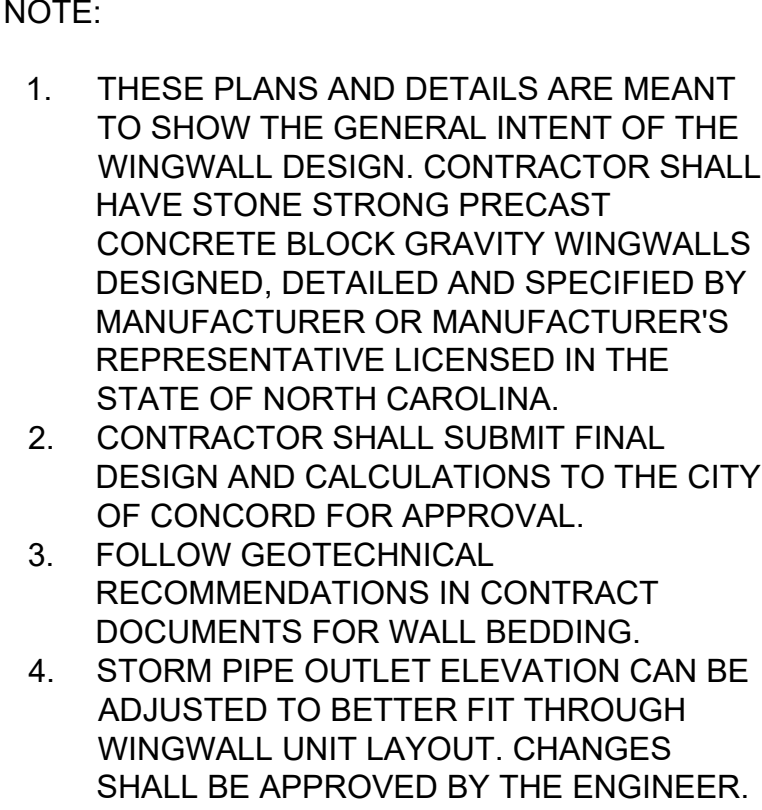 NOTE:
1. THESE PLANS AND DETAILS ARE MEANT
TO SHOW THE GENERAL INTENT OF THE
WINGWALL DESIGN. CONTRACTOR SHALL
HAVE STONE STRONG PRECAST
CONCRETE BLOCK GRAVITY WINGWALLS
DESIGNED, DETAILED AND SPECIFIED BY
MANUFACTURER OR MANUFACTURER'S
REPRESENTATIVE LICENSED IN THE
STATE OF NORTH CAROLINA.
2. CONTRACTOR SHALL SUBMIT FINAL
DESIGN AND CALCULATIONS TO THE CITY
OF CONCORD FOR APPROVAL.
3. FOLLOW GEOTECHNICAL
RECOMMENDATIONS IN CONTRACT
DOCUMENTS FOR WALL BEDDING.
4. STORM PIPE OUTLET ELEVATION CAN BE
ADJUSTED TO BETTER FIT THROUGH
WINGWALL UNIT LAYOUT. CHANGES
SHALL BE APPROVED BY THE ENGINEER.